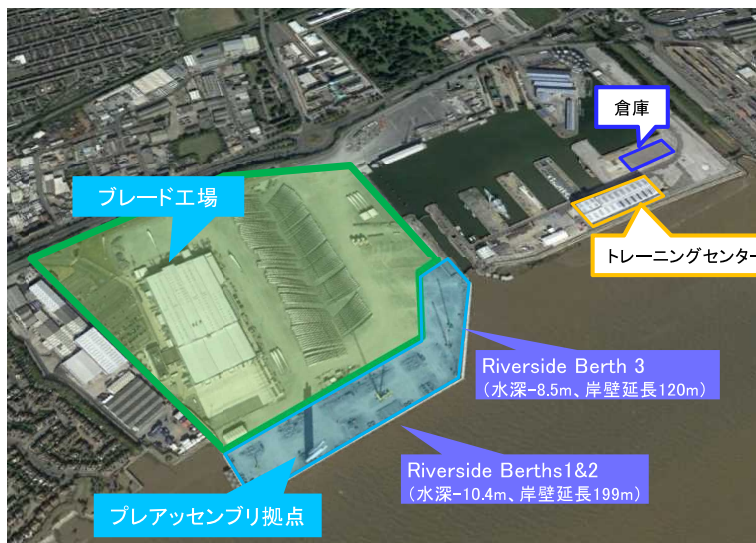 倉庫
ブレード工場
トレーニングセンター
Riverside Berth 3
（水深-8.5m、岸壁延長120m）
Riverside Berths1&2
（水深-10.4m、岸壁延長199m）
プレアッセンブリ拠点